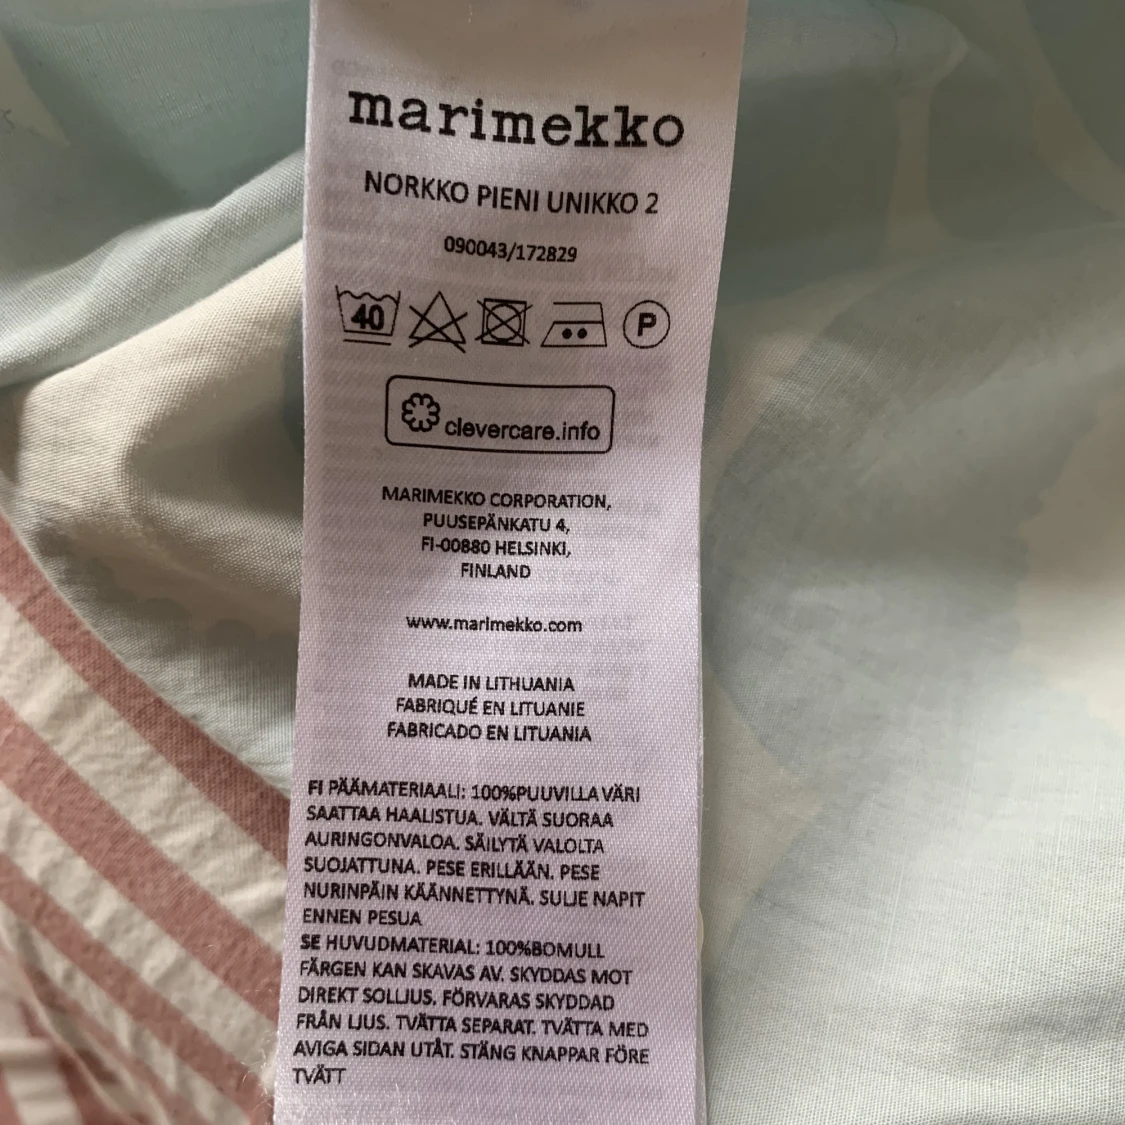 marimekko
NORKKO PIENI UNIKKO 2
090043/172829
40
P
clevercare.info
MARIMEKKO CORPORATION,
PUUSEPÄNKATU 4,
FI-00880 HELSINKI,
FINLAND
www.marimekko.com
MADE IN LITHUANIA
FABRIQUÉ EN LITUANIE
FABRICADO EN LITUANIA
FI PÄÄMATERIAALI: 100%PUUVILLA VÄRI
SAATTAA HAALISTUA. VÄLTÄ SUORAA
AURINGONVALOA. SÄILYTÄ VALOLTA
SUOJATTUNA. PESE ERILLÄÄN. PESE
NURINPÄIN KÄÄNNETTYNÄ. SULJE NAPIT
ENNEN PESUA
SE HUVUDMATERIAL: 100%BOMULL
FÄRGEN KAN SKAVAS AV. SKYDDAS MOT
DIREKT SOLLJUS. FÖRVARAS SKYDDAD
FRÅN LJUS. TVÄTTA SEPARAT. TVÄTTA MED
AVIGA SIDAN UTÅT. STÄNG KNAPPAR FÖRE
TVÄTT